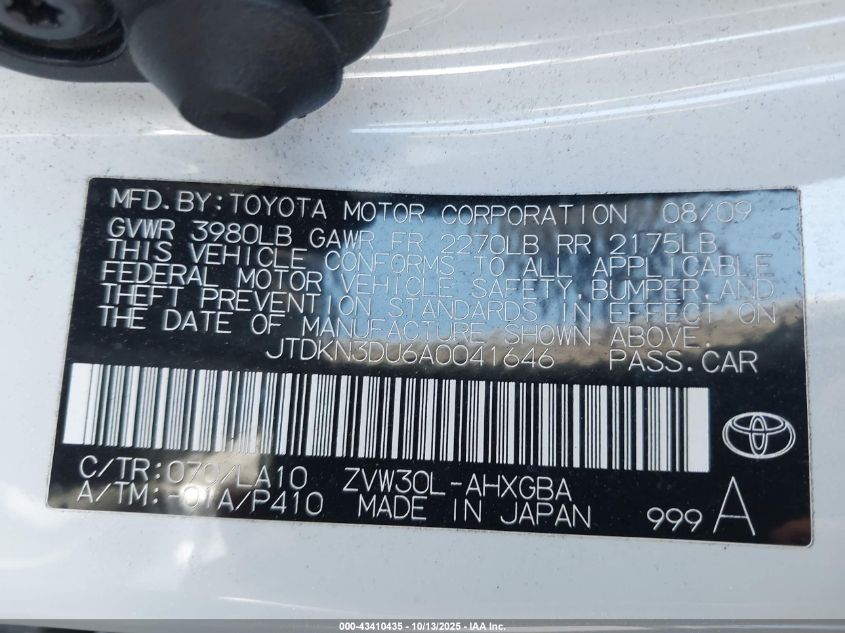 MFD.BY:TOYOTA MOTOR CORPORATION 08/09
GVWR 3980LB GAWR FR 2270LB RR 2175LB
THIS VEHICLE CONFORMS TO ALL APPLICABLE
FEDERAL MOTOR VEHICLE SAFETY,BUMPER,AND
THEFT PREVENTION STANDARDS IN EFFECT ON
THE DATE OF MANUFACTURE SHOWN ABOVE.
JTDKN3DU6A0041646 PASS.CAR
C/TR:070/LA10 ZVW30L-AHXGBA
A/TM:-01A/P410 MADE IN JAPAN 999A
000-43410435 - 10/13/2025 - IAA Inc.